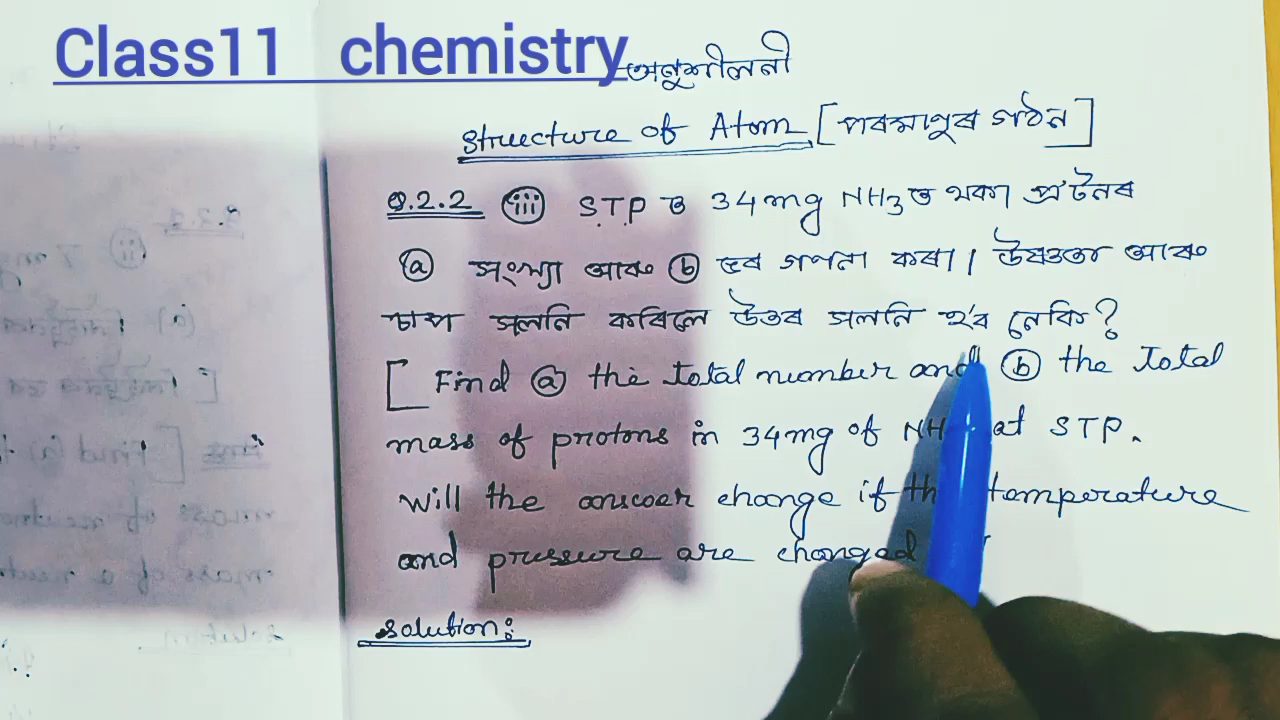 Class11 chemistry
অনুশীলনী
Structure of Atom [পৰমাণুৰ গঠন]
Q.2.2 (iii) STP ত 34mg NH3ত থকা প্ৰ'টনৰ
(a) সংখ্যা আৰু (b) ভৰ গণনা কৰা। উষ্ণতা আৰু
চাপ সলনি কৰিলে উত্তৰ সলনি হ'ব নেকি?
[Find (a) the total number and (b) the total
mass of protons in 34mg of NH at STP.
Will the answer change if th temperature
and pressure are changed
solution: